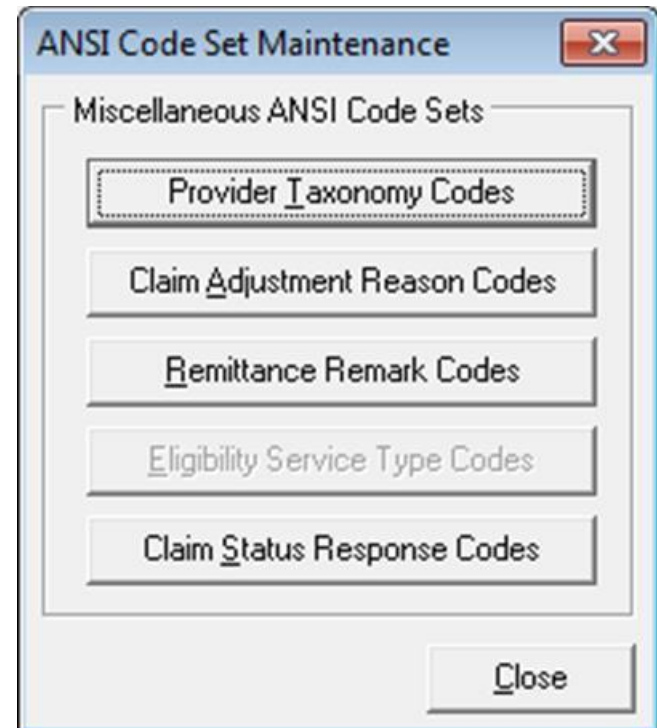 ANSI Code Set Maintenance
Miscellaneous ANSI Code Sets
Provider Taxonomy Codes
Claim Adjustment Reason Codes
Remittance Remark Codes
Eligibility Service Type Codes
Claim Status Response Codes
Close